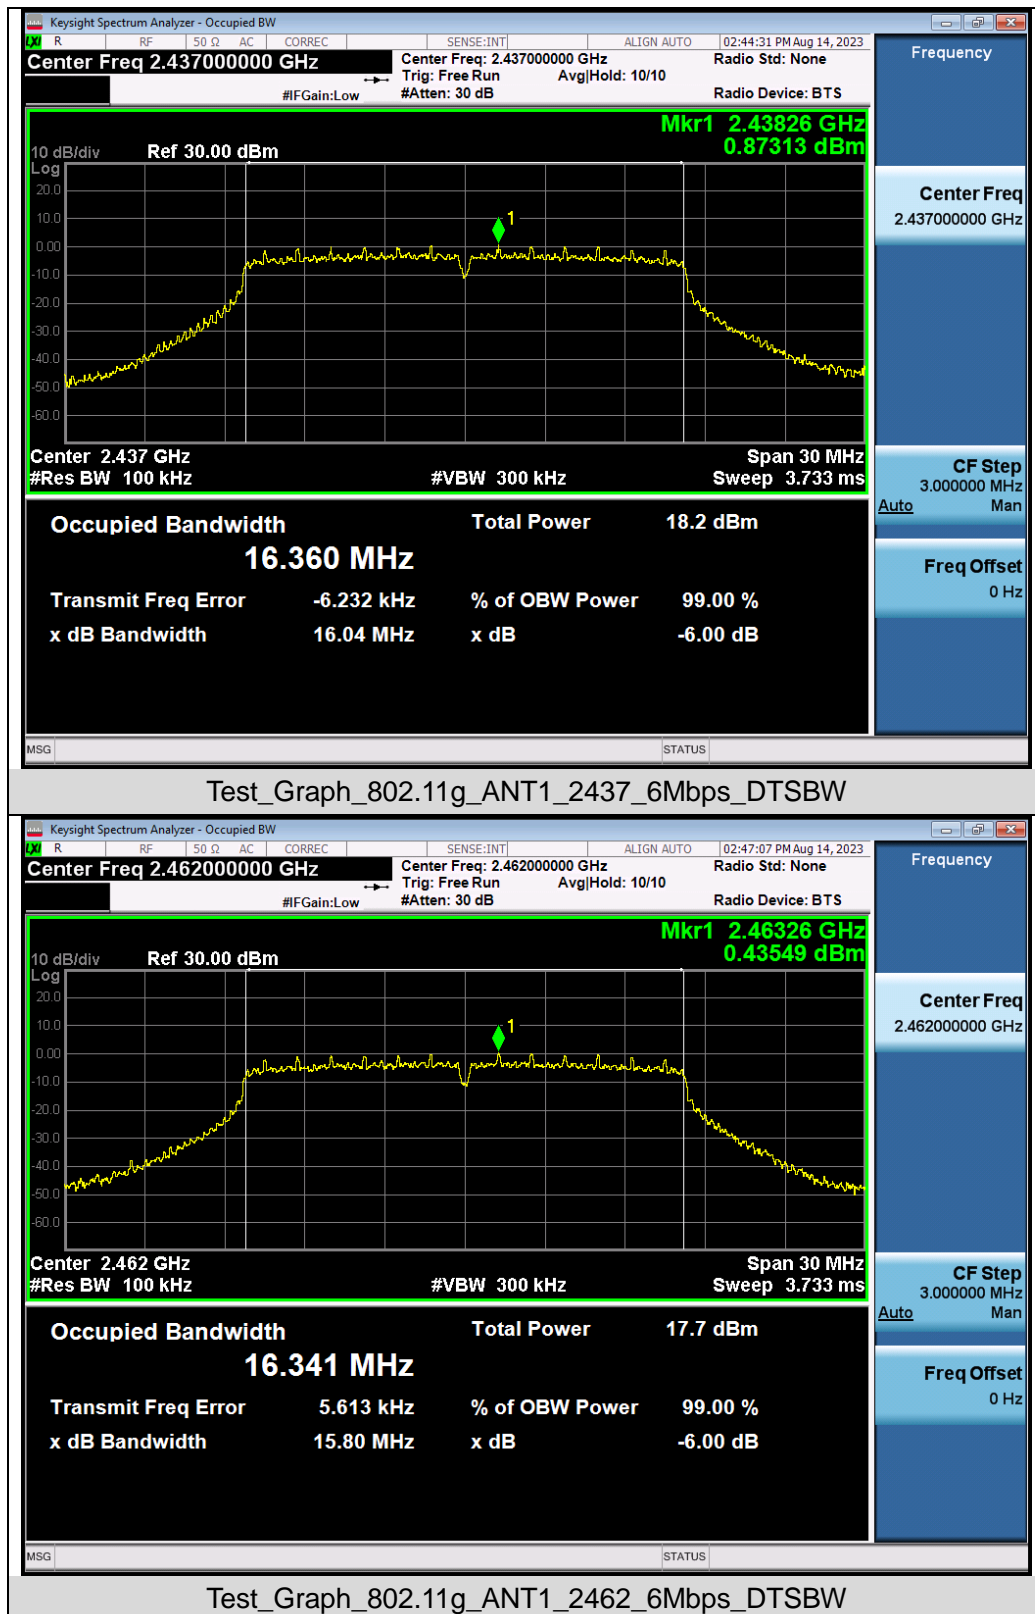 Keysight Spectrum Analyzer - Occupied BW
LXI R RF 50 Ω AC CORREC SENSE:INT ALIGN AUTO 02:44:31 PM Aug 14, 2023
Center Freq 2.437000000 GHz
Center Freq: 2.437000000 GHz
Radio Std: None
Trig: Free Run Avg|Hold: 10/10
#IFGain:Low #Atten: 30 dB Radio Device: BTS
Frequency
Mkr1 2.43826 GHz
0.87313 dBm
10 dB/div Ref 30.00 dBm
Log
20.0
10.0
0.00
-10.0
-20.0
-30.0
-40.0
-50.0
-60.0
1
Center 2.437 GHz Span 30 MHz
#Res BW 100 kHz #VBW 300 kHz Sweep 3.733 ms
Center Freq
2.437000000 GHz
CF Step
3.000000 MHz
Auto Man
Freq Offset
0 Hz
Occupied Bandwidth Total Power 18.2 dBm
16.360 MHz
Transmit Freq Error -6.232 kHz % of OBW Power 99.00 %
x dB Bandwidth 16.04 MHz x dB -6.00 dB
MSG STATUS
Test_Graph_802.11g_ANT1_2437_6Mbps_DTSBW
Keysight Spectrum Analyzer - Occupied BW
LXI R RF 50 Ω AC CORREC SENSE:INT ALIGN AUTO 02:47:07 PM Aug 14, 2023
Center Freq 2.462000000 GHz
Center Freq: 2.462000000 GHz
Radio Std: None
Trig: Free Run Avg|Hold: 10/10
#IFGain:Low #Atten: 30 dB Radio Device: BTS
Frequency
Mkr1 2.46326 GHz
0.43549 dBm
10 dB/div Ref 30.00 dBm
Log
20.0
10.0
0.00
-10.0
-20.0
-30.0
-40.0
-50.0
-60.0
1
Center 2.462 GHz Span 30 MHz
#Res BW 100 kHz #VBW 300 kHz Sweep 3.733 ms
Center Freq
2.462000000 GHz
CF Step
3.000000 MHz
Auto Man
Freq Offset
0 Hz
Occupied Bandwidth Total Power 17.7 dBm
16.341 MHz
Transmit Freq Error 5.613 kHz % of OBW Power 99.00 %
x dB Bandwidth 15.80 MHz x dB -6.00 dB
MSG STATUS
Test_Graph_802.11g_ANT1_2462_6Mbps_DTSBW